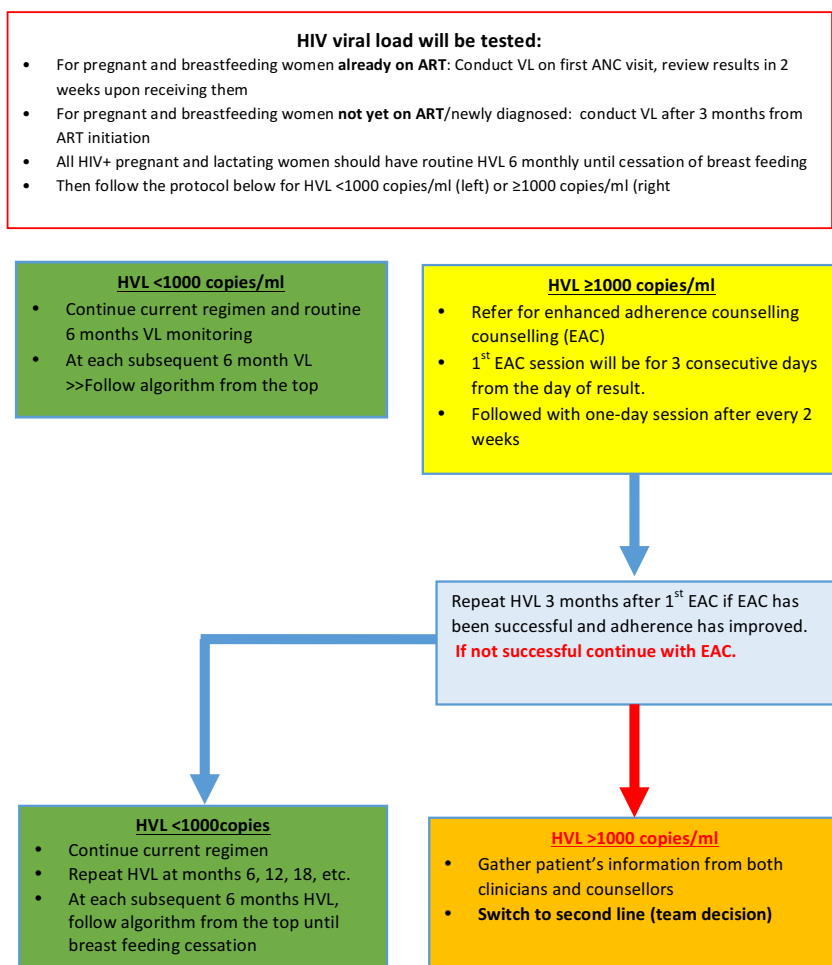 HIV viral load will be tested:
• For pregnant and breastfeeding women already on ART: Conduct VL on first ANC visit, review results in 2
weeks upon receiving them
• For pregnant and breastfeeding women not yet on ART/newly diagnosed: conduct VL after 3 months from
ART initiation
• All HIV+ pregnant and lactating women should have routine HVL 6 monthly until cessation of breast feeding
• Then follow the protocol below for HVL <1000 copies/ml (left) or ≥1000 copies/ml (right
HVL <1000 copies/ml
• Continue current regimen and routine
6 months VL monitoring
• At each subsequent 6 month VL
>>Follow algorithm from the top
HVL ≥1000 copies/ml
• Refer for enhanced adherence counselling
counselling (EAC)
• 1st EAC session will be for 3 consecutive days
from the day of result.
• Followed with one-day session after every 2
weeks
Repeat HVL 3 months after 1st EAC if EAC has
been successful and adherence has improved.
If not successful continue with EAC.
HVL <1000copies
• Continue current regimen
• Repeat HVL at months 6, 12, 18, etc.
• At each subsequent 6 months HVL,
follow algorithm from the top until
breast feeding cessation
HVL >1000 copies/ml
• Gather patient's information from both
clinicians and counsellors
• Switch to second line (team decision)